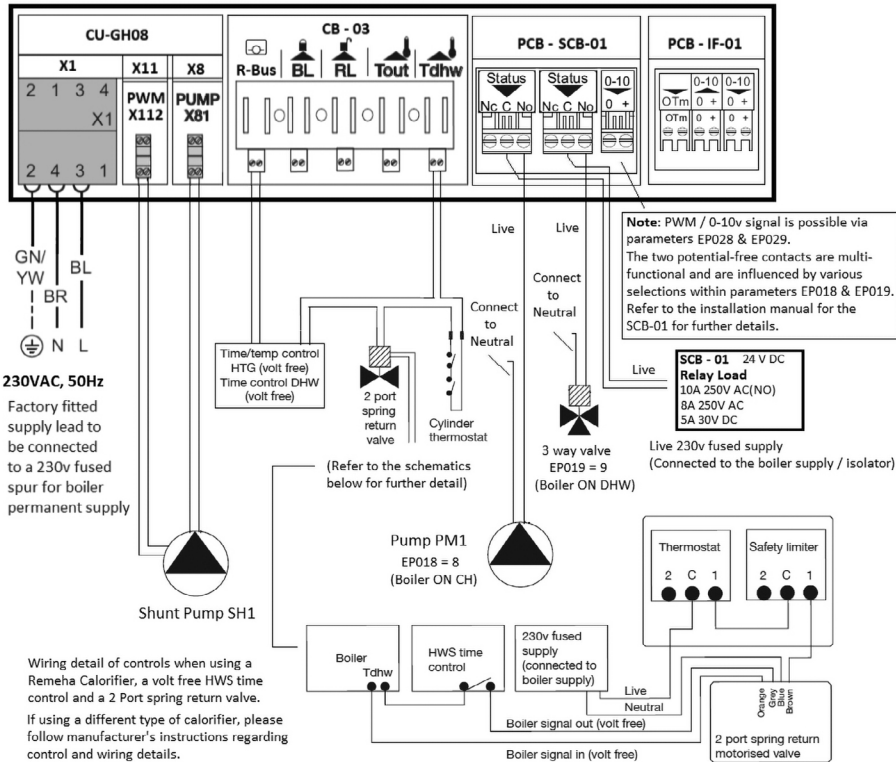 CU-GH08
CB - 03
PCB - SCB-01
PCB - IF-01
X1
X11
X8
R-Bus
BL
RL
Tout
Tdhw
2 1 3 4
X1
PWM
X112
PUMP
X81
Status
Nc C No
Status
Nc C No
0-10
0 +
OTm
0-10
0 +
0-10
0 +
OTm
0 +
0 +
2 4 3 1
GN/
YW
BR
BL
N L
230VAC, 50Hz
Factory fitted
supply lead to
be connected
to a 230v fused
spur for boiler
permanent supply
Live
Live
Connect
to
Neutral
Connect
to
Neutral
Note: PWM / 0-10v signal is possible via
parameters EP028 & EP029.
The two potential-free contacts are multi-
functional and are influenced by various
selections within parameters EP018 & EP019.
Refer to the installation manual for the
SCB-01 for further details.
Time/temp control
HTG (volt free)
Time control DHW
(volt free)
2 port
spring
return
valve
Cylinder
thermostat
Live
SCB - 01 24 V DC
Relay Load
10A 250V AC(NO)
8A 250V AC
5A 30V DC
3 way valve
EP019 = 9
(Boiler ON DHW)
Live 230v fused supply
(Connected to the boiler supply / isolator)
(Refer to the schematics
below for further detail)
Pump PM1
EP018 = 8
(Boiler ON CH)
Shunt Pump SH1
Thermostat
2 C 1
Safety limiter
2 C 1
Wiring detail of controls when using a
Remeha Calorifier, a volt free HWS time
control and a 2 Port spring return valve.
If using a different type of calorifier, please
follow manufacturer's instructions regarding
control and wiring details.
Boiler
Tdhw
HWS time
control
230v fused
supply
(connected to
boiler supply)
Live
Neutral
Boiler signal out (volt free)
Boiler signal in (volt free)
Orange
Grey
Blue
Brown
2 port spring return
motorised valve